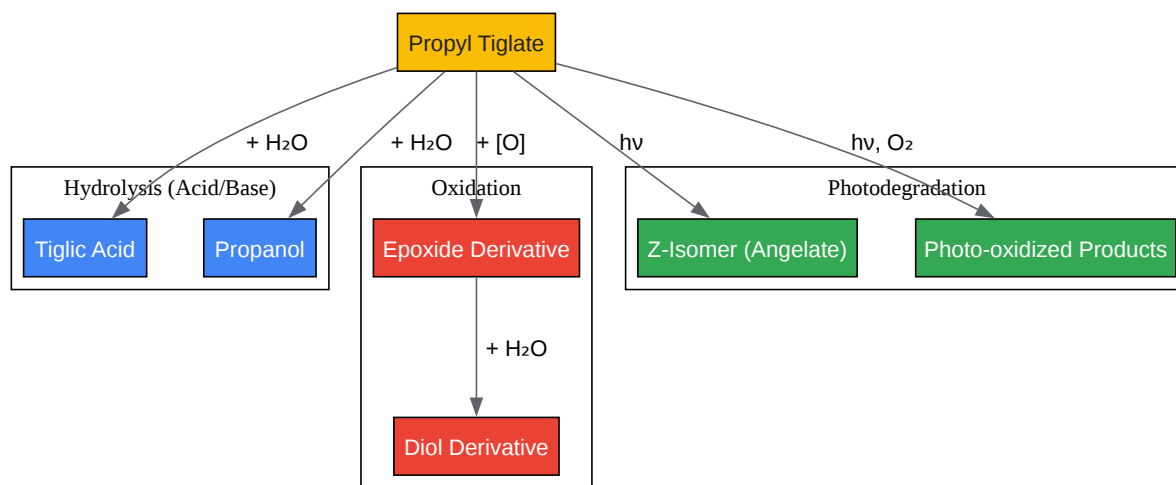 Propyl Tiglate
+ H₂O
+ H₂O
+ [O]
hν
hν, O₂
Hydrolysis (Acid/Base)
Oxidation
Photodegradation
Tiglic Acid
Propanol
Epoxide Derivative
Z-Isomer (Angelate)
Photo-oxidized Products
+ H₂O
Diol Derivative